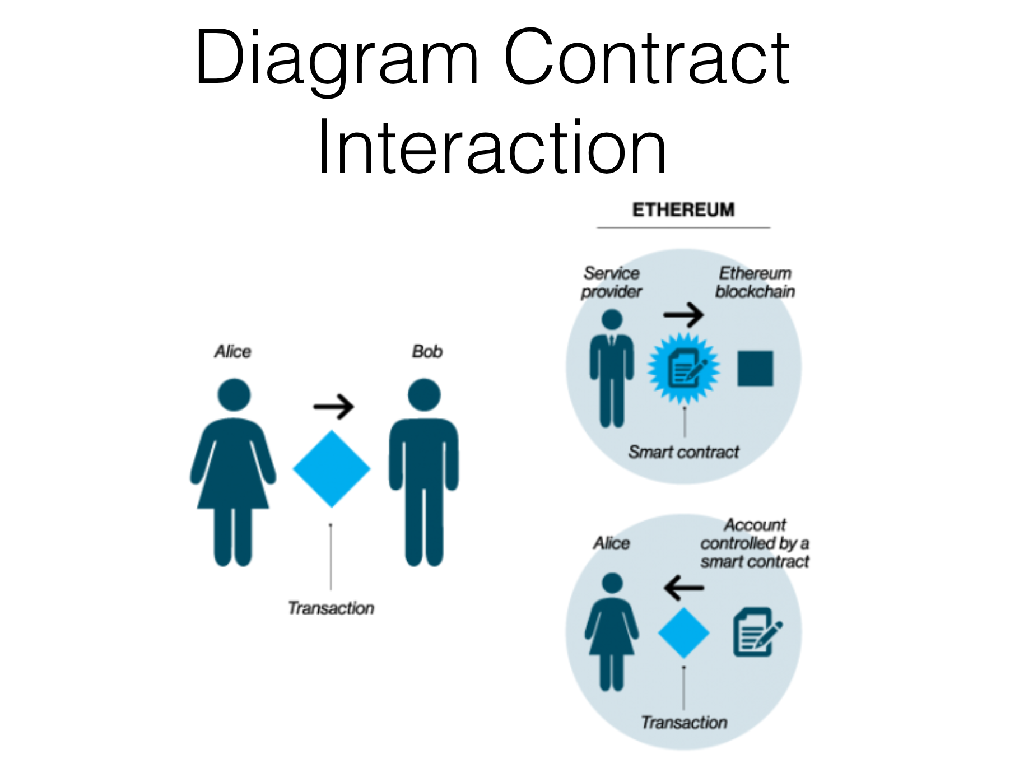 Diagram Contract
Interaction
Alice
Bob
Transaction
ETHEREUM
Service
provider
Ethereum
blockchain
Smart contract
Alice
Account
controlled by a
smart contract
Transaction